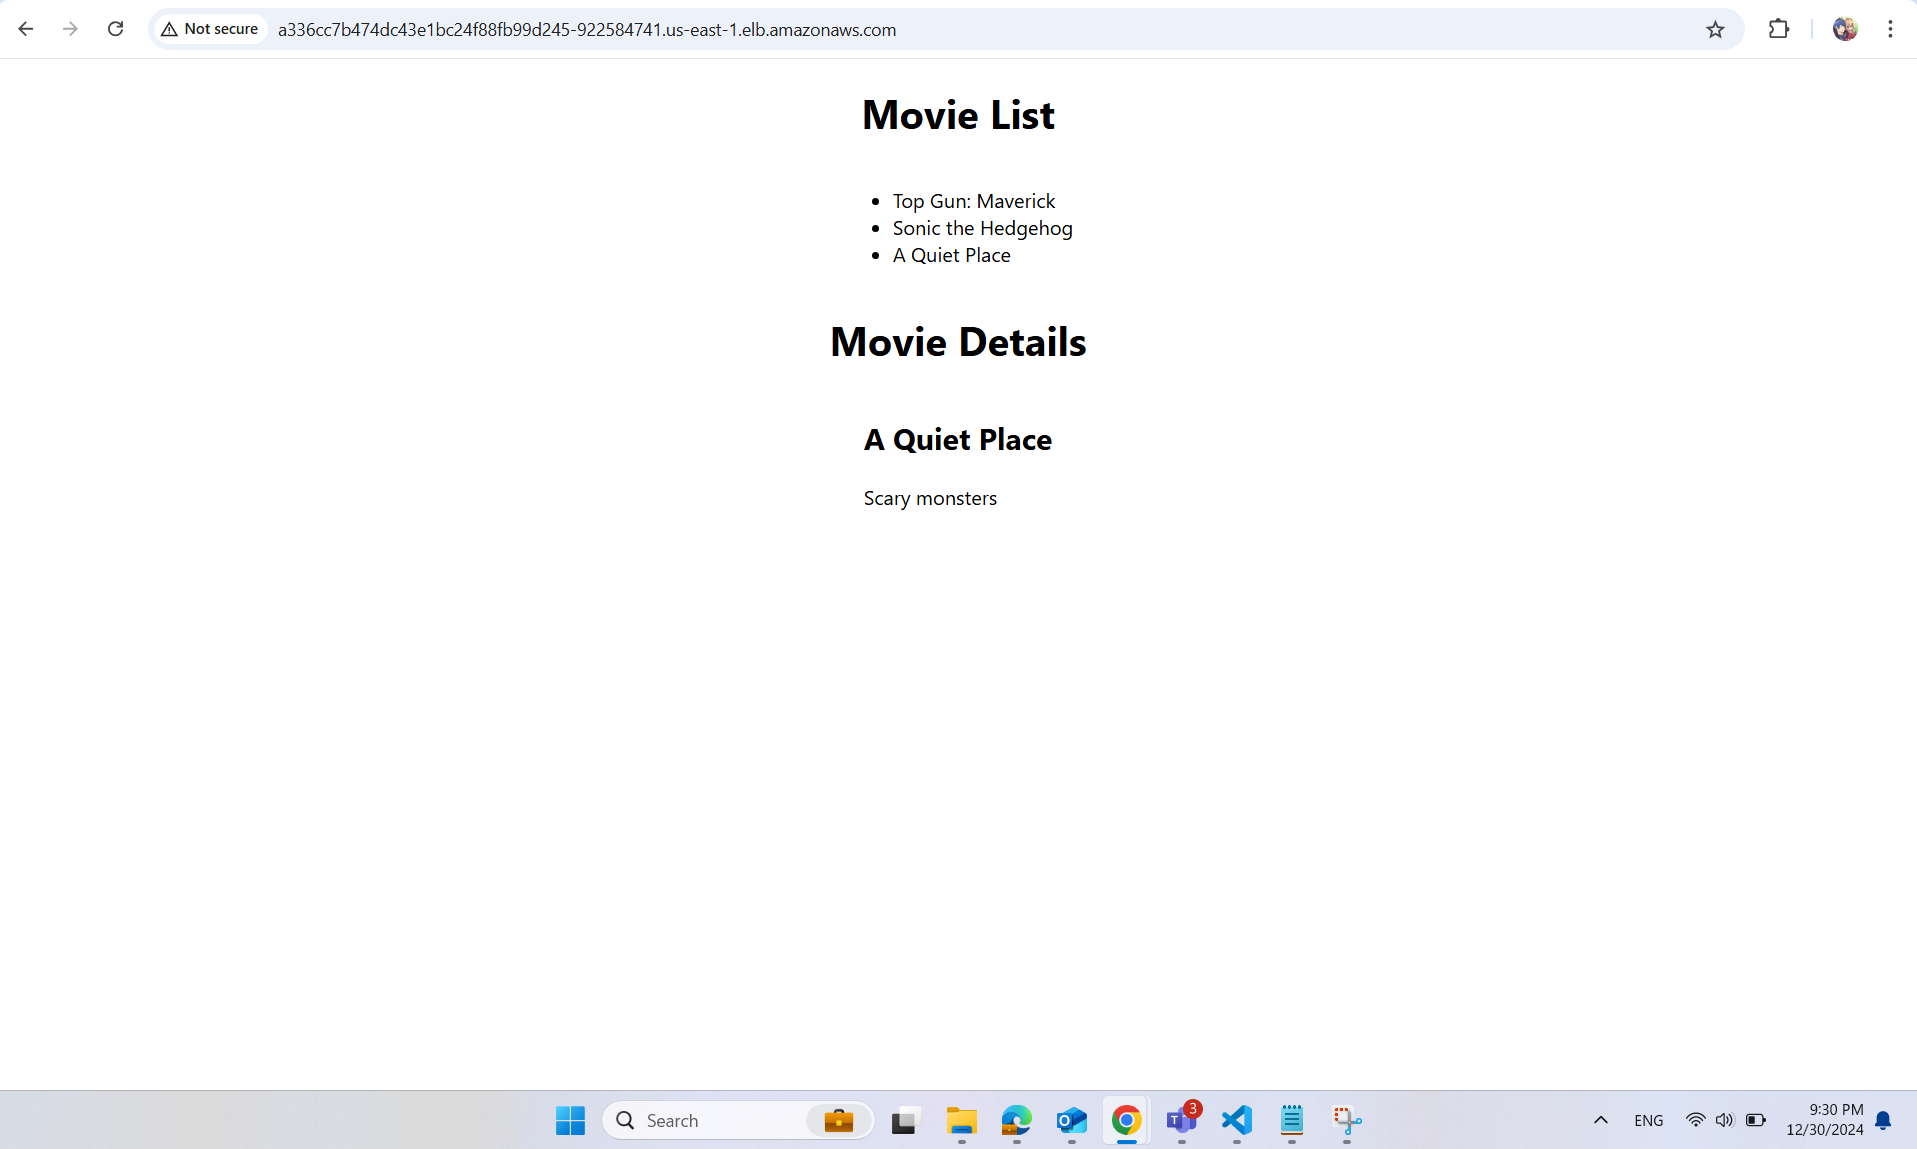 Not secure
a336cc7b474dc43e1bc24f88fb99d245-922584741.us-east-1.elb.amazonaws.com
Movie List
Top Gun: Maverick
Sonic the Hedgehog
A Quiet Place
Movie Details
A Quiet Place
Scary monsters
Search
3
ENG
9:30 PM
12/30/2024